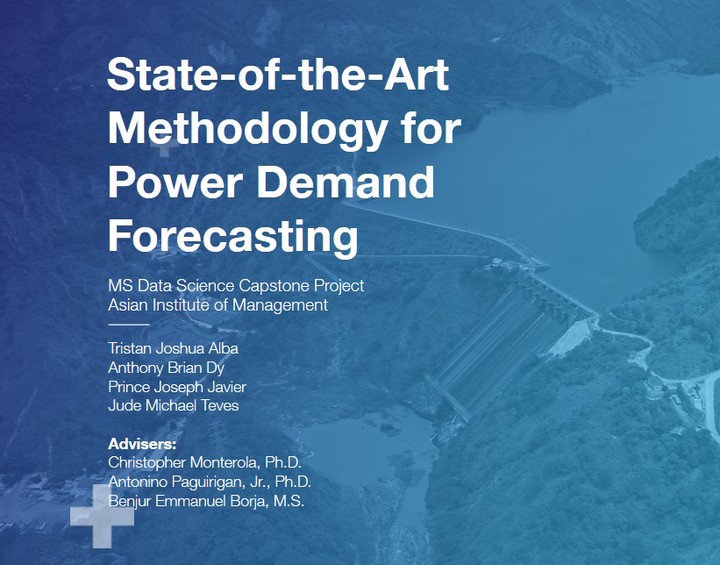 State-of-the-Art
Methodology for
Power Demand
Forecasting
MS Data Science Capstone Project
Asian Institute of Management
Tristan Joshua Alba
Anthony Brian Dy
Prince Joseph Javier
Jude Michael Teves
Advisers:
Christopher Monterola, Ph.D.
Antonino Paguirigan, Jr., Ph.D.
Benjur Emmanuel Borja, M.S.